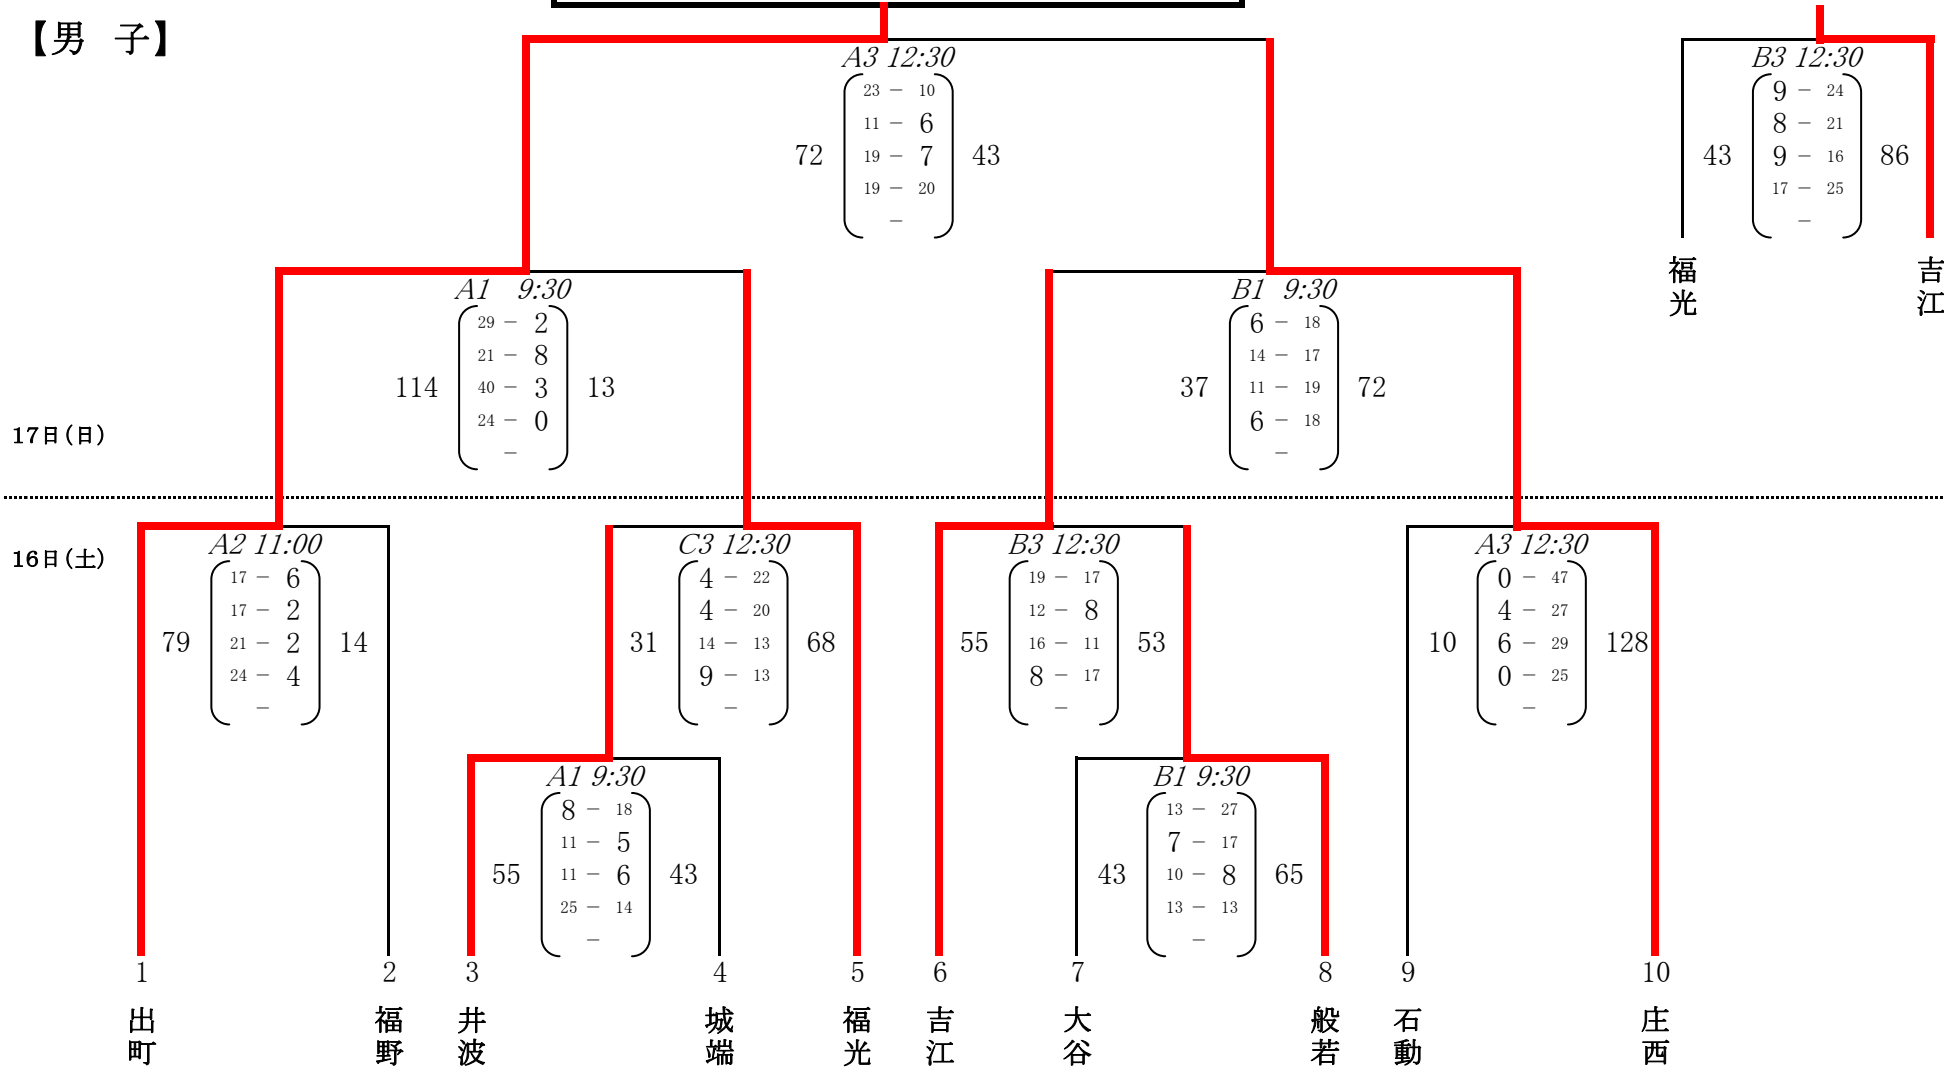 【男　子】
A3 12:30
23 － 10
11 － 6
72 19 － 7 43
19 － 20
－
B3 12:30
9 － 24
8 － 21
43 9 － 16 86
17 － 25
－
福光
吉江
A1 9:30
29 － 2
21 － 8
114 40 － 3 13
24 － 0
－
B1 9:30
6 － 18
14 － 17
37 11 － 19 72
6 － 18
－
17日(日)
16日(土)
A2 11:00
17 － 6
17 － 2
79 21 － 2 14
24 － 4
－
C3 12:30
4 － 22
4 － 20
31 14 － 13 68
9 － 13
－
B3 12:30
19 － 17
12 － 8
55 16 － 11 53
8 － 17
－
A3 12:30
0 － 47
4 － 27
10 6 － 29 128
0 － 25
－
A1 9:30
8 － 18
11 － 5
55 11 － 6 43
25 － 14
－
B1 9:30
13 － 27
7 － 17
43 10 － 8 65
13 － 13
－
1 2 3 4 5 6 7 8 9 10
出町
福野
井波
城端
福光
吉江
大谷
般若
石動
庄西